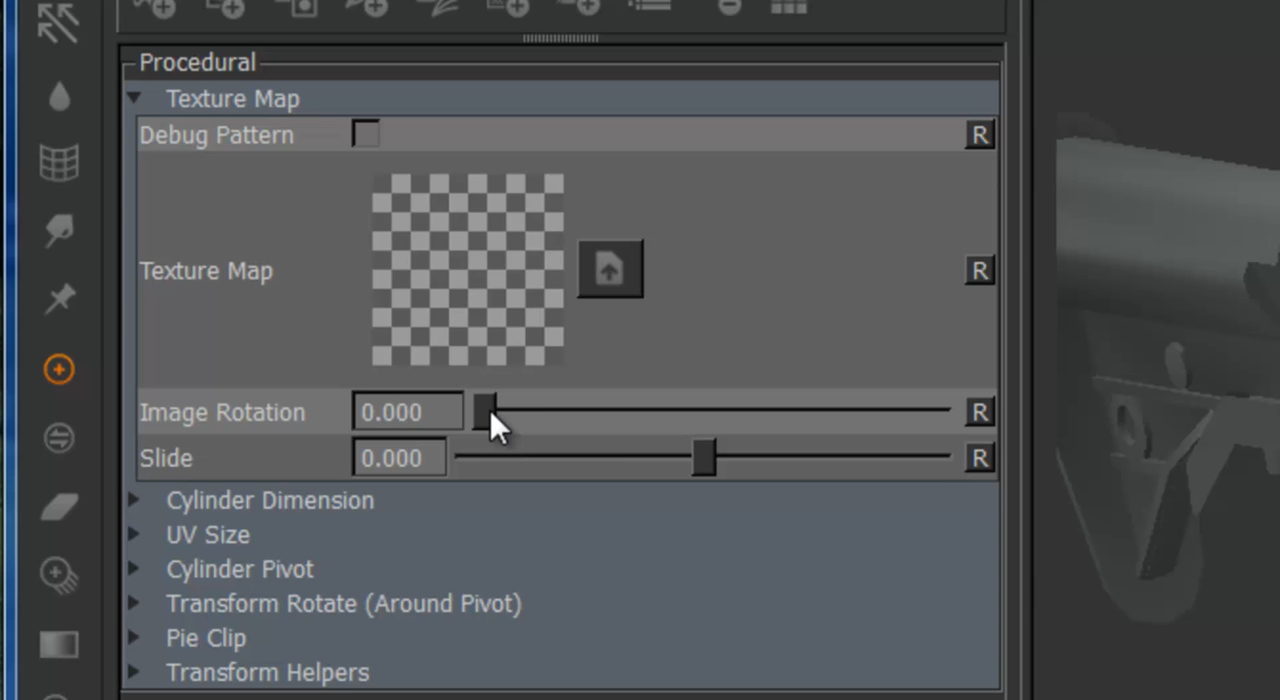 Procedural
Texture Map
Debug Pattern R
Texture Map R
Image Rotation 0.000 R
Slide 0.000 R
Cylinder Dimension
UV Size
Cylinder Pivot
Transform Rotate (Around Pivot)
Pie Clip
Transform Helpers